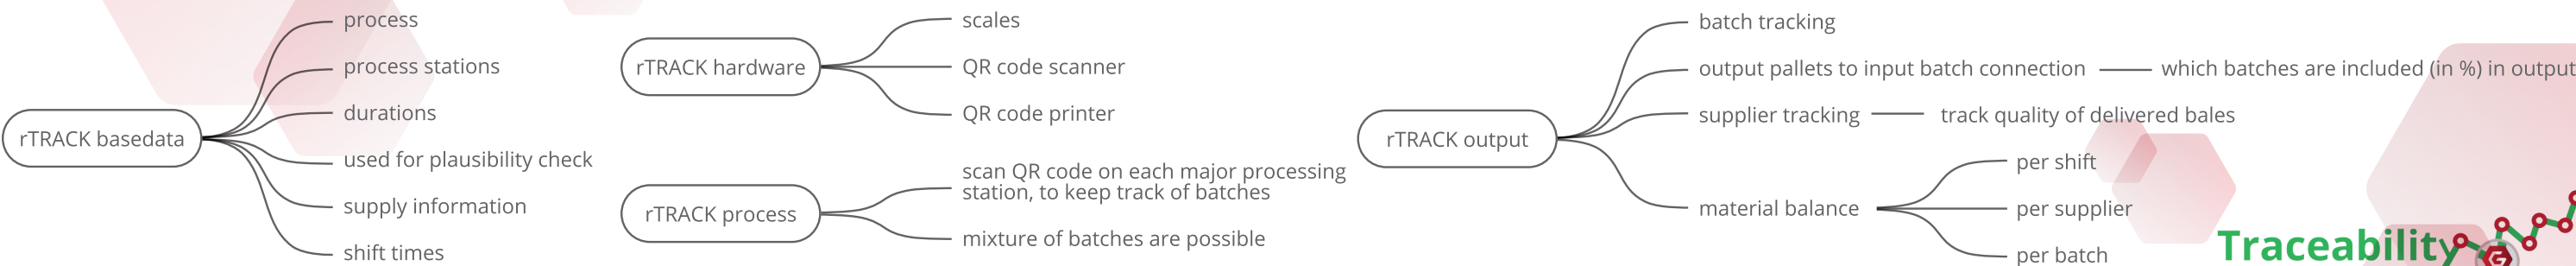 rTRACK basedata
process
process stations
durations
used for plausibility check
supply information
shift times
rTRACK hardware
scales
QR code scanner
QR code printer
rTRACK process
scan QR code on each major processing
station, to keep track of batches
mixture of batches are possible
rTRACK output
batch tracking
output pallets to input batch connection
which batches are included (in %) in output
supplier tracking
track quality of delivered bales
material balance
per shift
per supplier
per batch
Traceability
G